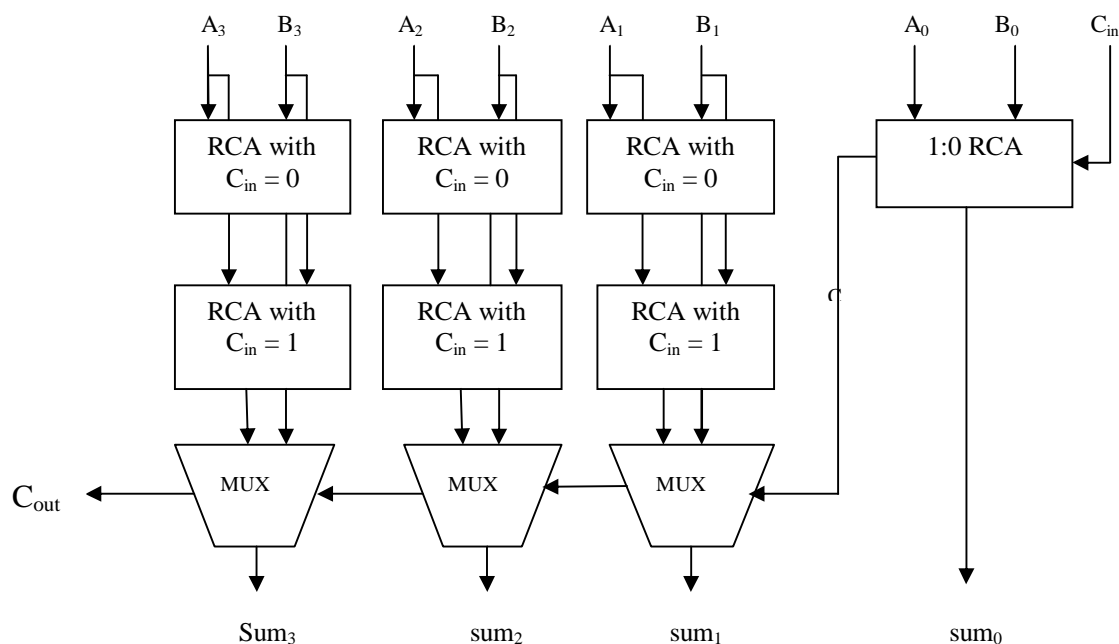 A₃ B₃ A₂ B₂ A₁ B₁ A₀ B₀ Cᵢₙ
RCA with
Cᵢₙ = 0
RCA with
Cᵢₙ = 0
RCA with
Cᵢₙ = 0
1:0 RCA
RCA with
Cᵢₙ = 1
RCA with
Cᵢₙ = 1
RCA with
Cᵢₙ = 1
MUX
MUX
MUX
Cₒᵤₜ
Sum₃ sum₂ sum₁ sum₀